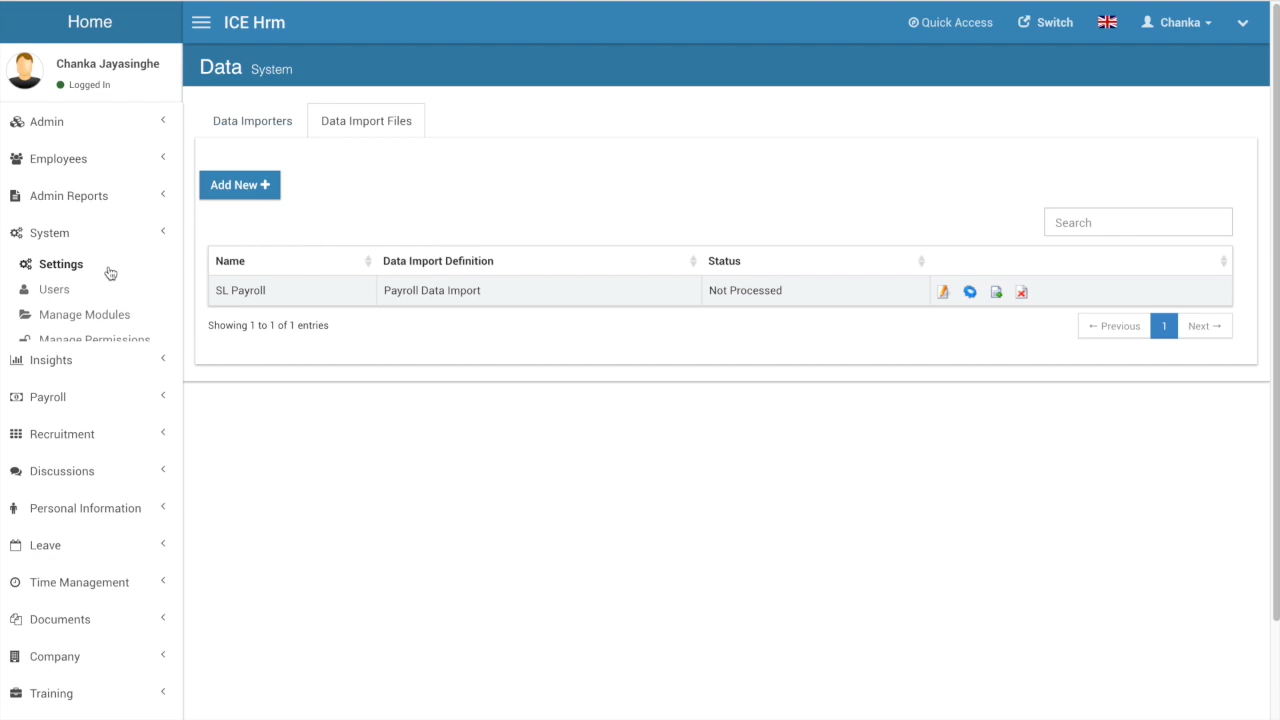 Home
ICE Hrm
Quick Access
Switch
Chanka
Chanka Jayasinghe
Logged In
Data System
Admin
Employees
Admin Reports
System
Settings
Users
Manage Modules
Manage Permissions
Insights
Payroll
Recruitment
Discussions
Personal Information
Leave
Time Management
Documents
Company
Training
Data Importers
Data Import Files
Add New
Search
Name Data Import Definition Status
SL Payroll Payroll Data Import Not Processed
Showing 1 to 1 of 1 entries
← Previous 1 Next →